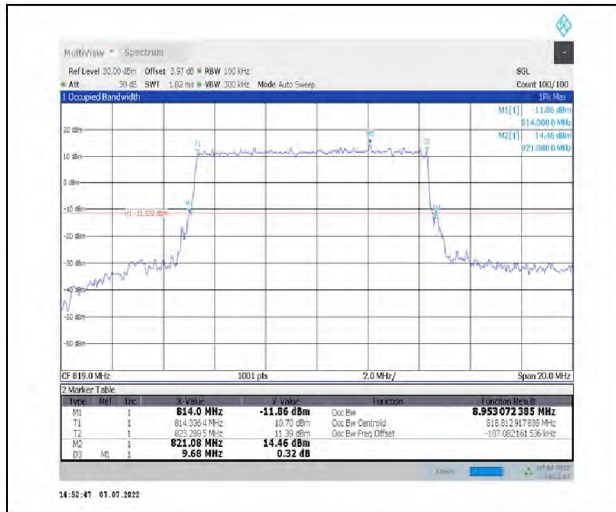 MultiView Spectrum
Ref Level 30.00 dBm Offset 3.97 dB RBW 100 kHz SGL
Att 30 dB SWT 1.02 ms VBW 300 kHz Mode Auto Sweep Count 100/100
1 Occupied Bandwidth 1Pk Max
M1[1] -11.86 dBm
814.0000 MHz
M2[1] 14.46 dBm
821.0800 MHz
20 dBm
10 dBm
0 dBm
-10 dBm
-20 dBm
-30 dBm
-40 dBm
-50 dBm
-60 dBm
CF 819.0 MHz 1001 pts 2.0 MHz/ Span 20.0 MHz
2 Marker Table
Type Ref Trc X-Value Y-Value Function Function Result
M1 1 814.0 MHz -11.86 dBm Occ Bw 8.953072385 MHz
T1 1 814.3364 MHz 10.70 dBm Occ Bw Centroid 818.812917838 MHz
T2 1 823.2895 MHz 11.39 dBm Occ Bw Freq Offset -187.082161536 kHz
M2 1 821.08 MHz 14.46 dBm
D3 M1 1 9.68 MHz 0.32 dB
14:52:47 07.07.2022